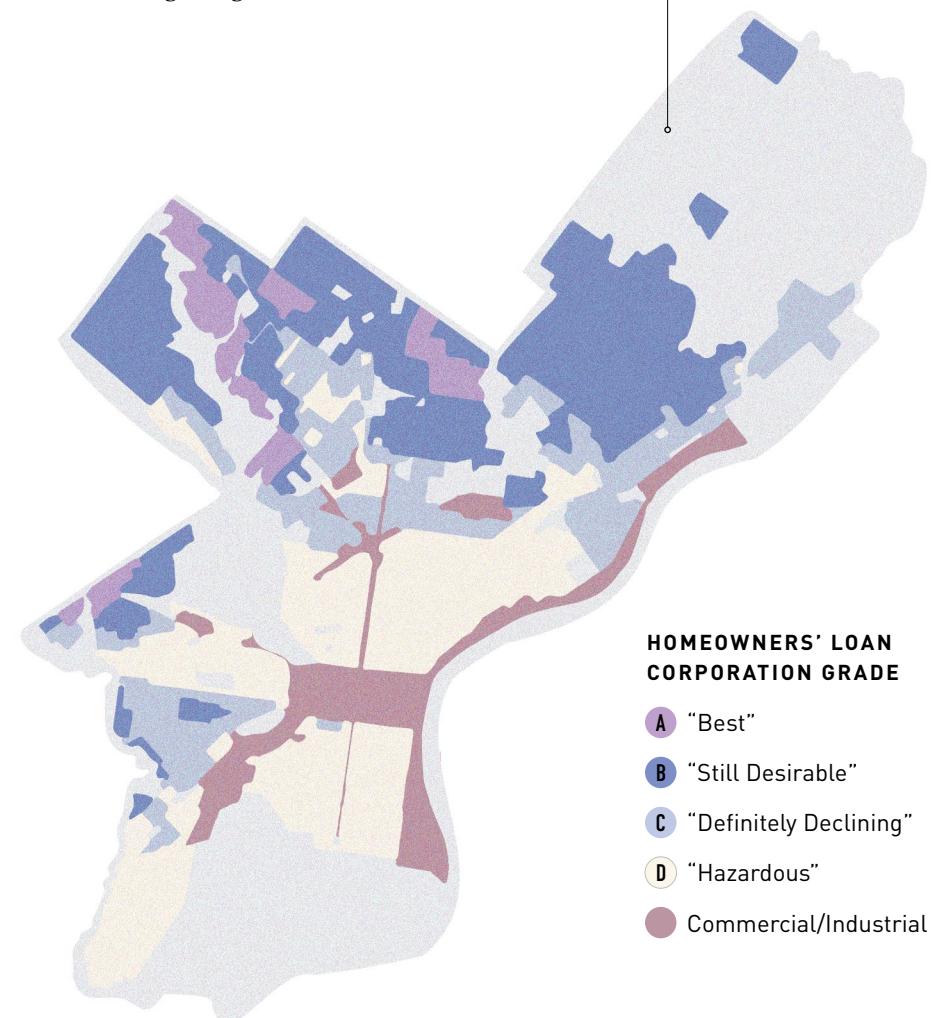 HOMEOWNERS’ LOAN
CORPORATION GRADE
A “Best”
B “Still Desirable”
C “Definitely Declining”
D “Hazardous”
Commercial/Industrial